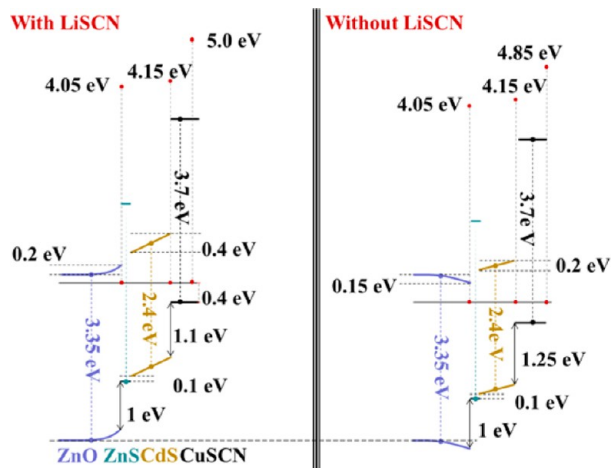 With LiSCN
5.0 eV
4.15 eV
4.05 eV
3.7 eV
0.2 eV
0.4 eV
0.4 eV
3.35 eV
2.4 eV
1.1 eV
0.1 eV
1 eV
ZnO ZnS CdS CuSCN
Without LiSCN
4.85 eV
4.15 eV
4.05 eV
3.7 eV
0.2 eV
0.15 eV
3.35 eV
2.4 eV
1.25 eV
0.1 eV
1 eV